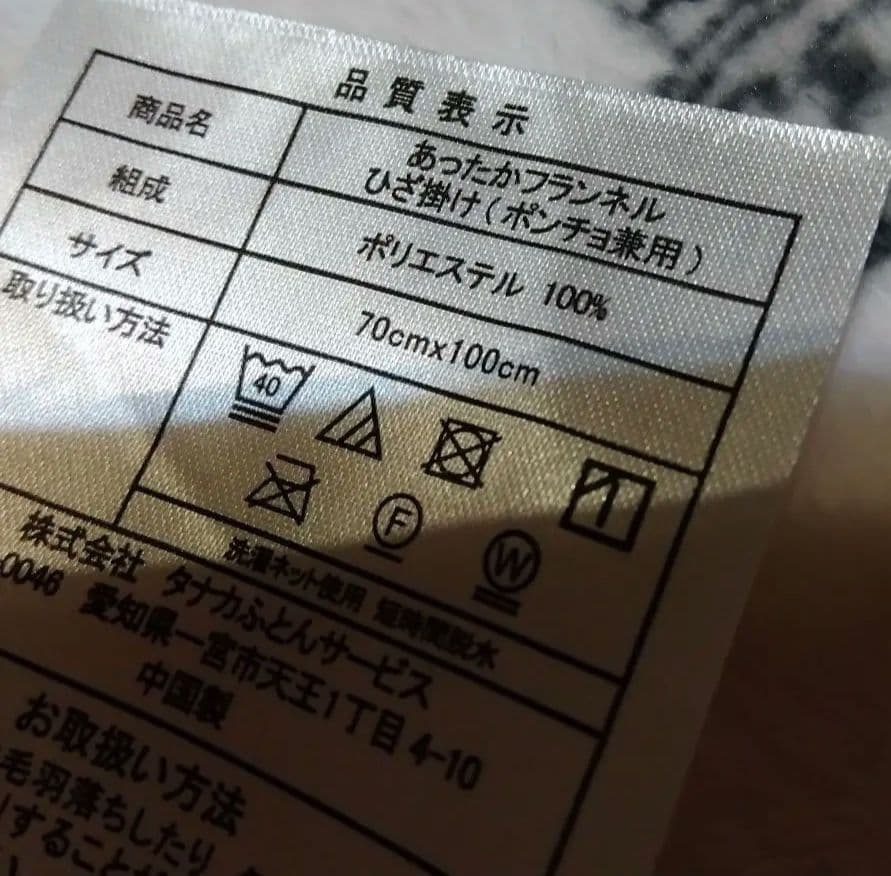 品質表示
商品名
あったかフランネル
ひざ掛け(ポンチョ兼用)
組成
ポリエステル 100%
サイズ
70cmx100cm
取り扱い方法
40
F
W
洗濯ネット使用 短時間脱水
株式会社 タナカふとんサービス
-0046 愛知県一宮市天王1丁目4-10
中国製
お取扱い方法
毛羽落ちしたり
することが